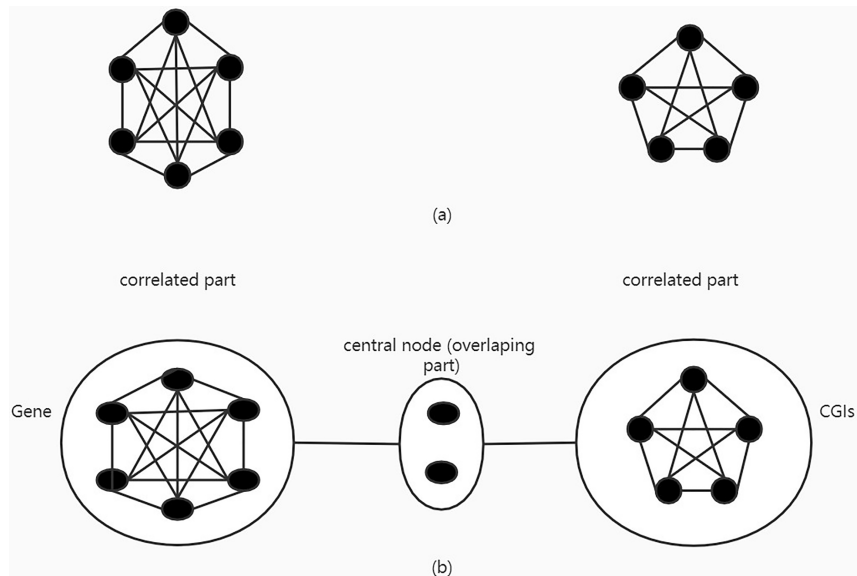 (a)
correlated part
correlated part
central node (overlaping
part)
Gene
CGIs
(b)